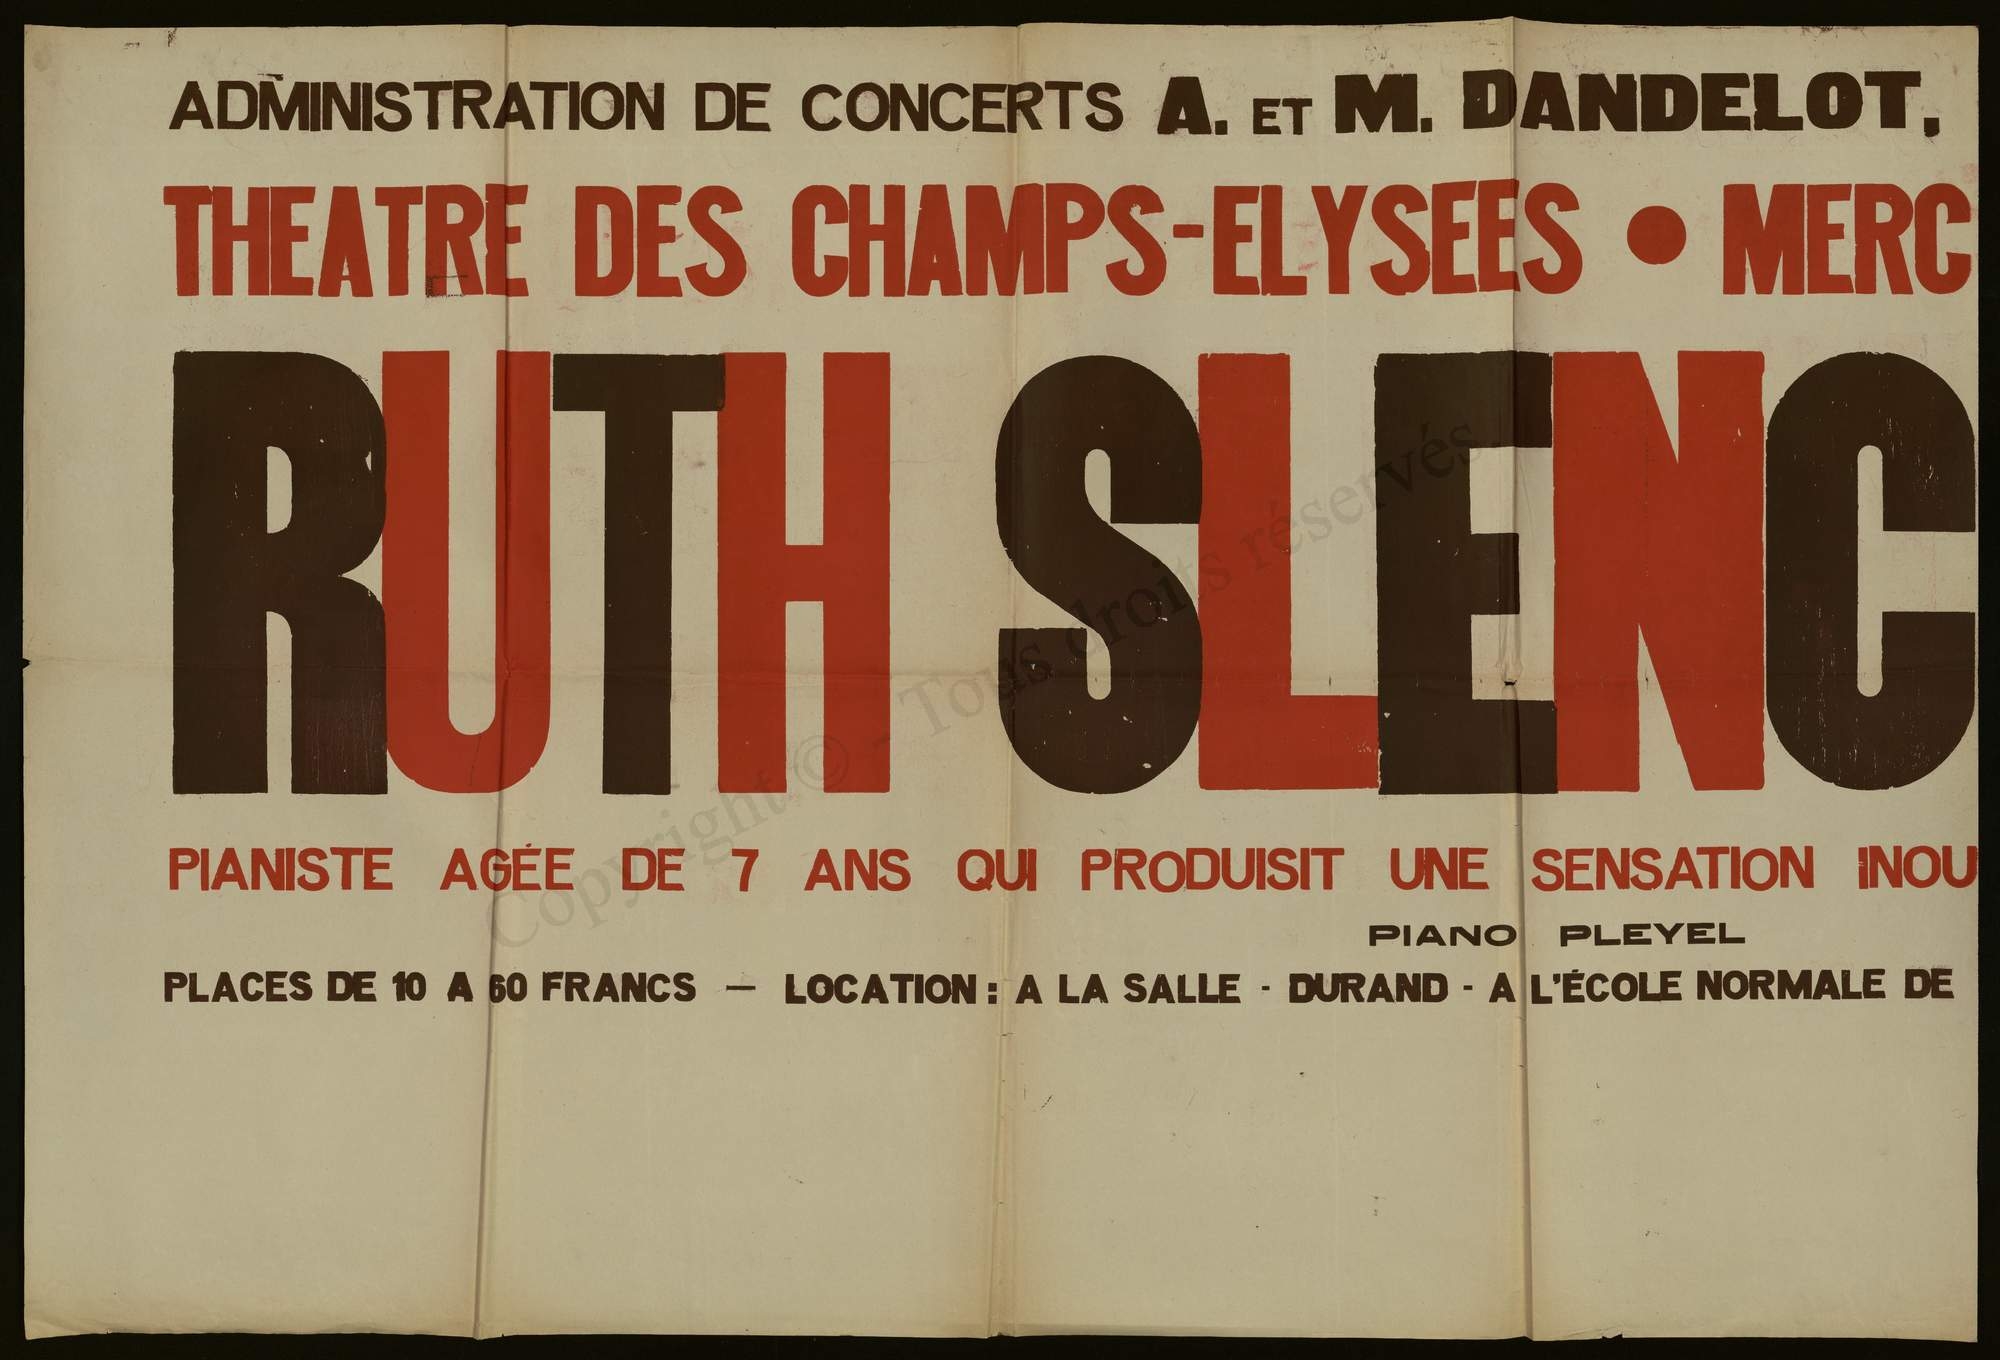 ADMINISTRATION DE CONCERTS A. ET M. DANDELOT,
THEATRE DES CHAMPS-ELYSEES • MERC
RUTH SLENC
PIANISTE AGÉE DE 7 ANS QUI PRODUISIT UNE SENSATION INOU
PIANO PLEYEL
PLACES DE 10 A 60 FRANCS — LOCATION : A LA SALLE - DURAND - A L'ÉCOLE NORMALE DE
Copyright © - Tous droits réservés